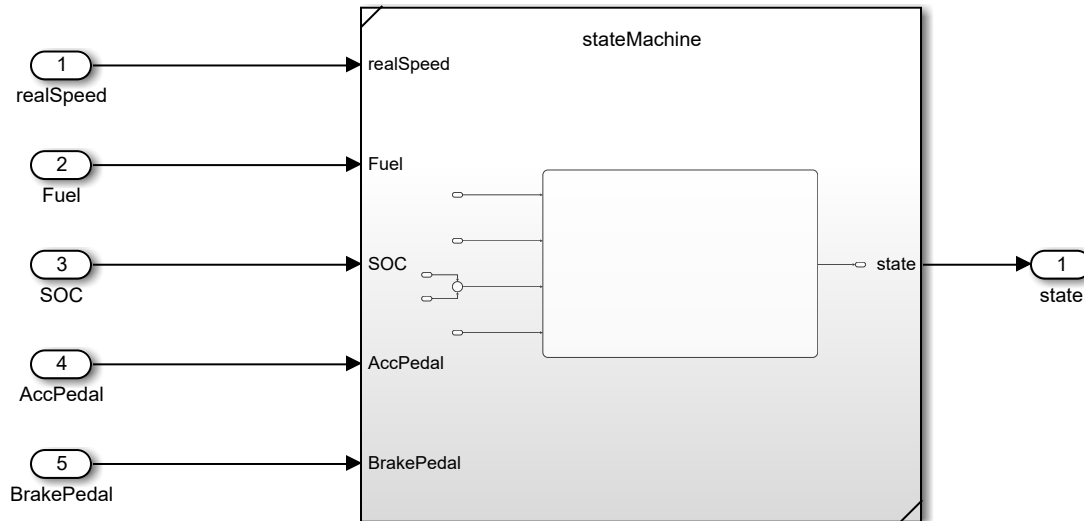 stateMachine
1
realSpeed
realSpeed
2
Fuel
Fuel
3
SOC
SOC
4
AccPedal
AccPedal
5
BrakePedal
BrakePedal
state
1
state